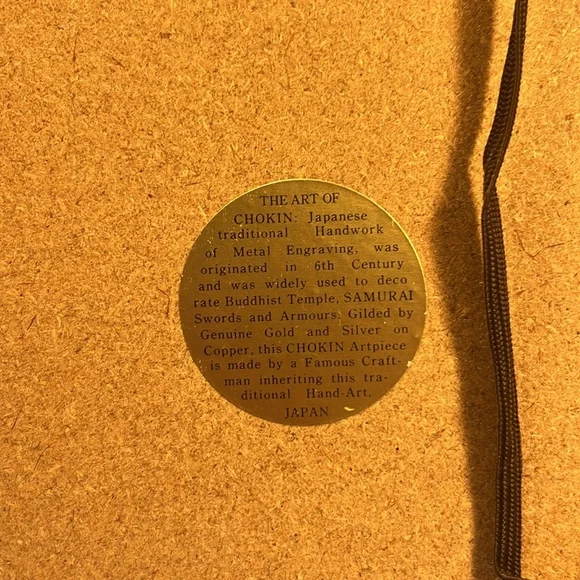 THE ART OF
CHOKIN: Japanese
traditional Handwork
of Metal Engraving, was
originated in 6th Century
and was widely used to deco
rate Buddhist Temple, SAMURAI
Swords and Armours. Gilded by
Genuine Gold and Silver on
Copper, this CHOKIN Artpiece
is made by a Famous Craft-
man inheriting this tra-
ditional Hand-Art,
JAPAN